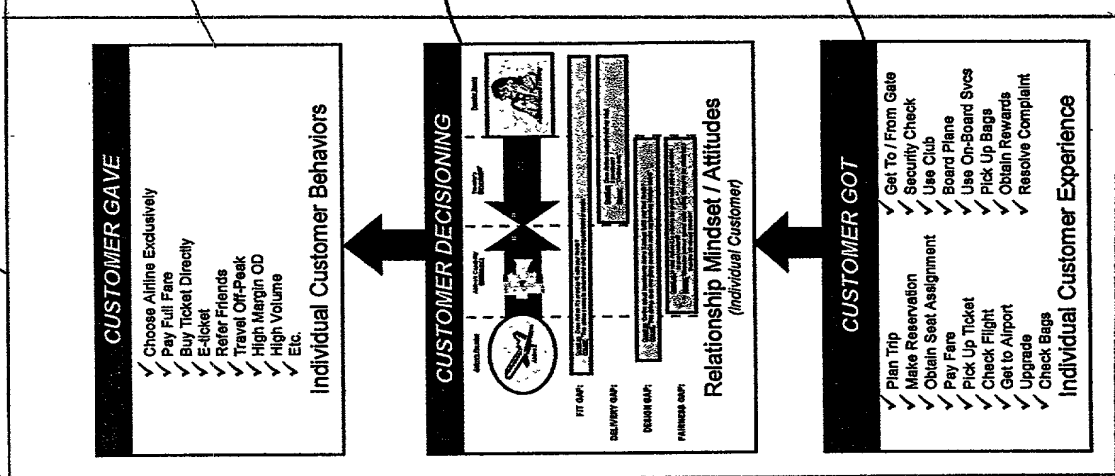 CUSTOMER GAVE
✓ Choose Airline Exclusively
✓ Pay Full Fare
✓ Buy Ticket Directly
✓ E-ticket
✓ Refer Friends
✓ Travel Off-Peak
✓ High Margin OD
✓ High Volume
✓ Etc.
Individual Customer Behaviors
CUSTOMER DECISIONING
FIT GAP:
DELIVERY GAP:
DESIGN GAP:
FAIRNESS GAP:
Relationship Mindset / Attitudes
(Individual Customer)
CUSTOMER GOT
✓ Plan Trip
✓ Make Reservation
✓ Obtain Seat Assignment
✓ Pay Fare
✓ Pick Up Ticket
✓ Check Flight
✓ Get to Airport
✓ Upgrade
✓ Check Bags
✓ Get To / From Gate
✓ Security Check
✓ Use Club
✓ Board Plane
✓ Use On-Board Svcs
✓ Pick Up Bags
✓ Obtain Rewards
✓ Resolve Complaint
Individual Customer Experience